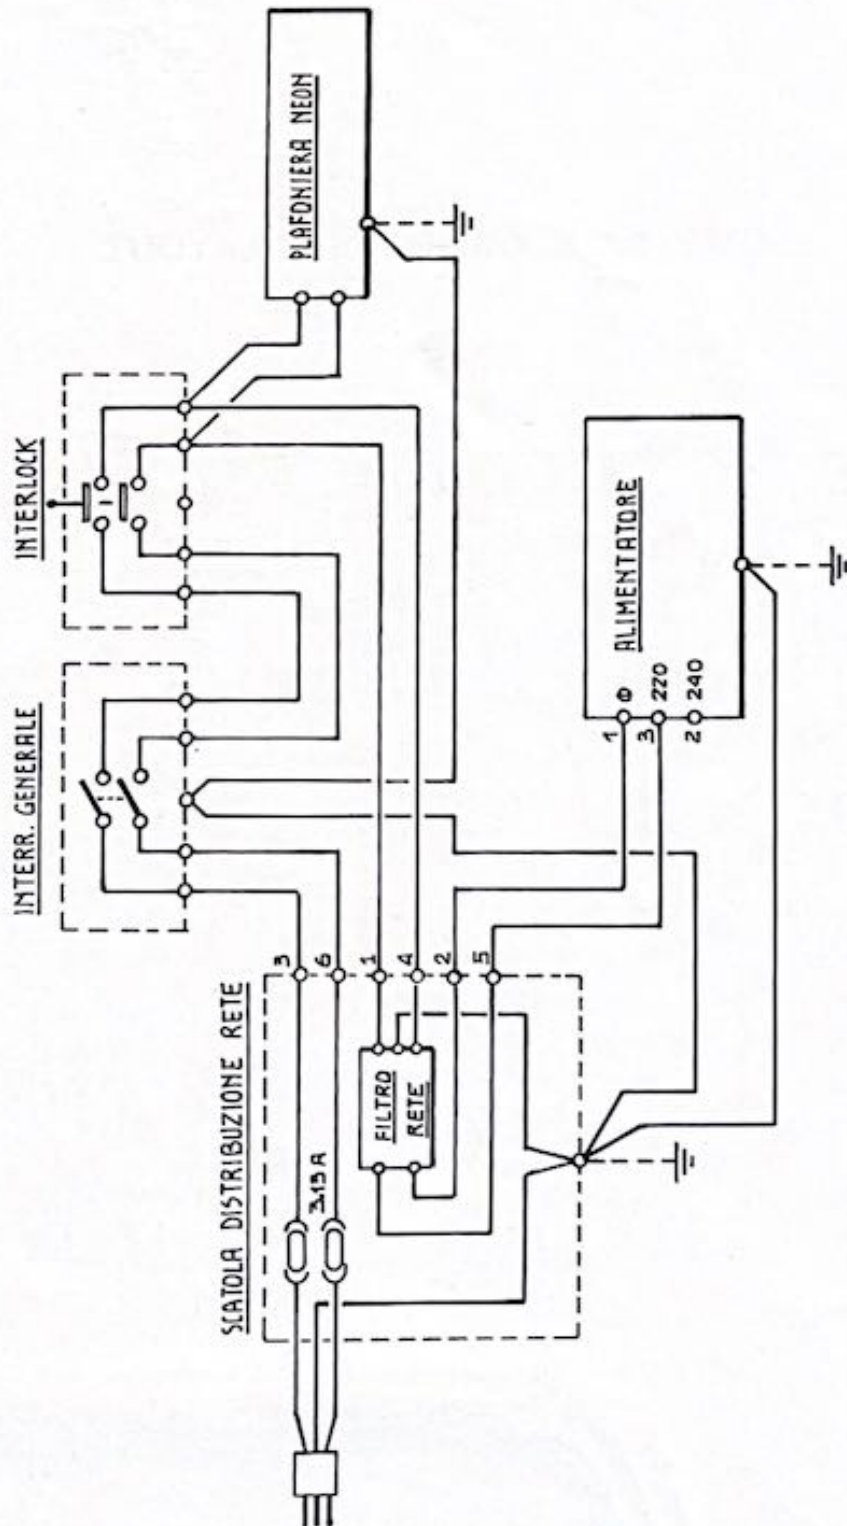 PLAFONIERA NEON
INTERLOCK
INTERR. GENERALE
ALIMENTATORE
1 Φ
3 220
2 240
SCATOLA DISTRIBUZIONE RETE
3
6
1
4
2
5
FILTRO
RETE
3.15 A